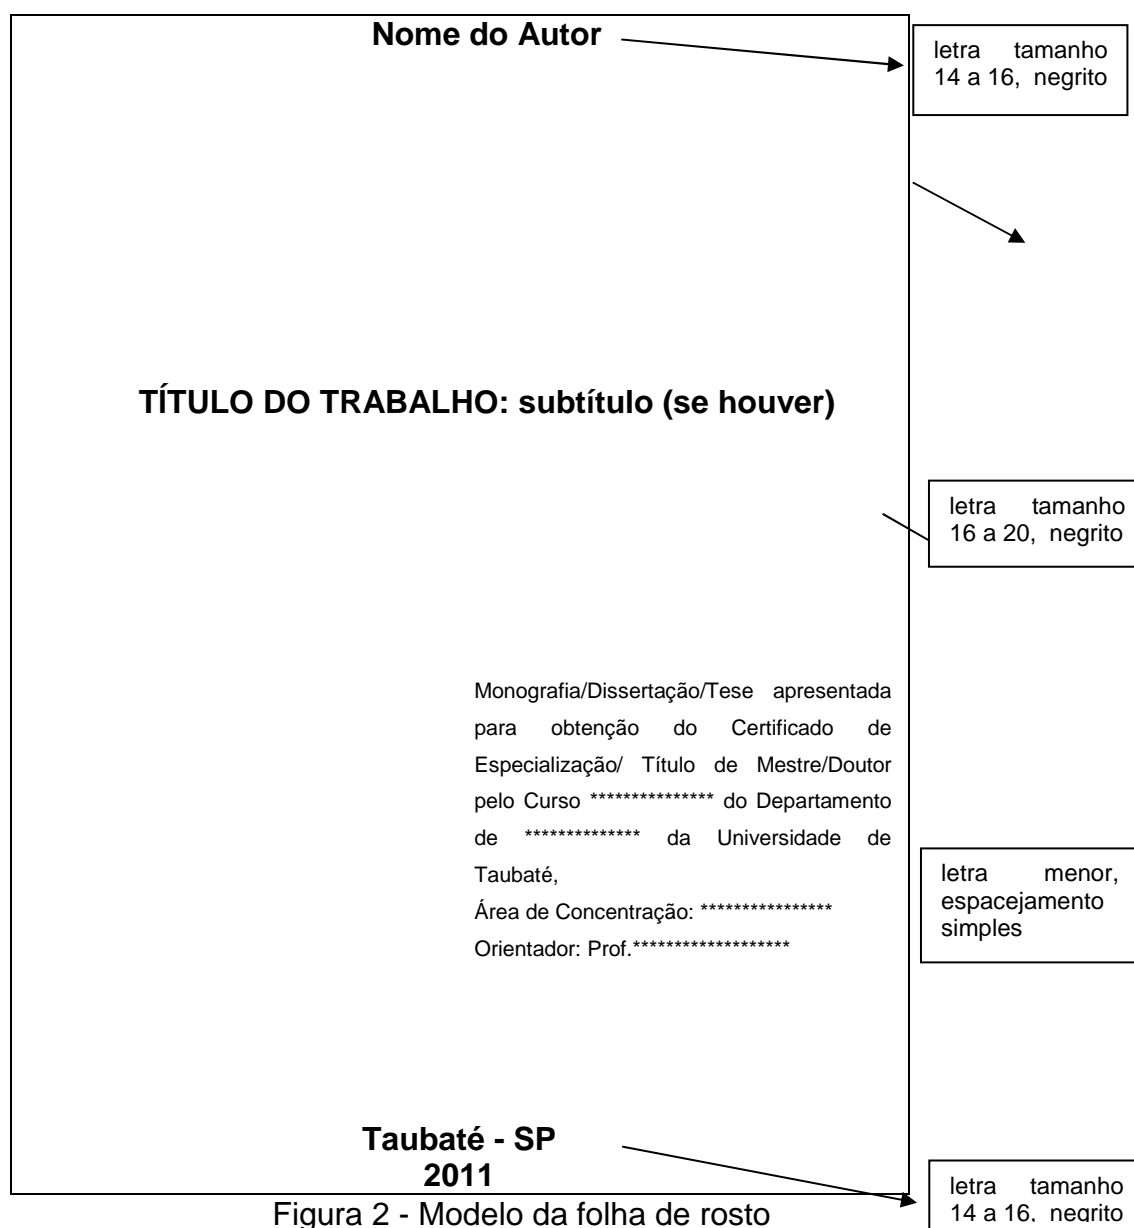 Nome do Autor
letra tamanho
14 a 16, negrito
TÍTULO DO TRABALHO: subtítulo (se houver)
letra tamanho
16 a 20, negrito
Monografia/Dissertação/Tese apresentada
para obtenção do Certificado de
Especialização/ Título de Mestre/Doutor
pelo Curso *************** do Departamento
de ************** da Universidade de
Taubaté,
Área de Concentração: ****************
Orientador: Prof.*******************
letra menor,
espacejamento
simples
Taubaté - SP
2011
letra tamanho
14 a 16, negrito
Figura 2 - Modelo da folha de rosto